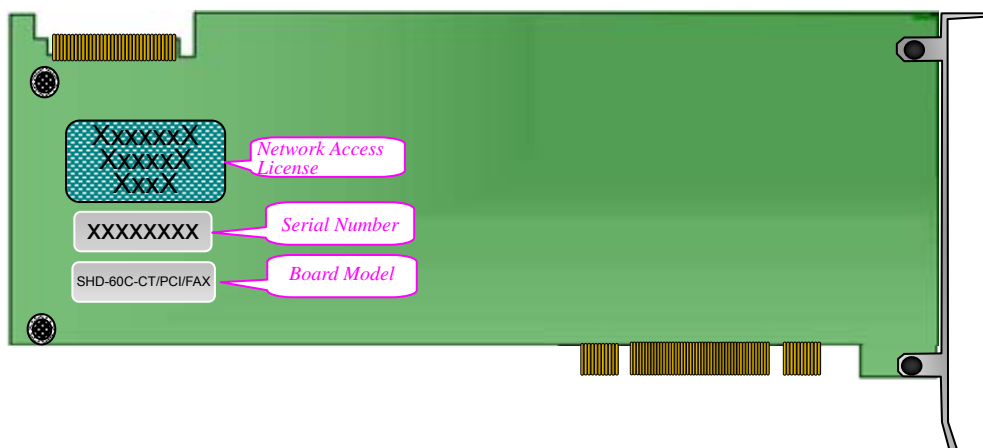 XxxxxxX
XxxxxX
XxxX
Network Access
License
XXXXXXXX
Serial Number
SHD-60C-CT/PCI/FAX
Board Model